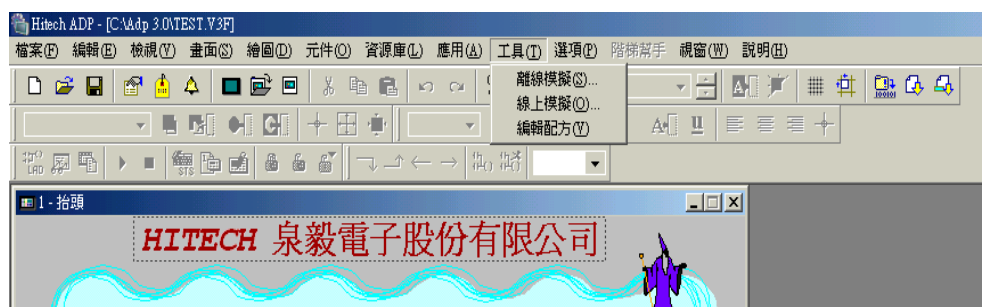 Hitech ADP - [C:\Adp 3.0\TEST.V3F]
檔案(F) 編輯(E) 檢視(V) 畫面(S) 繪圖(D) 元件(O) 資源庫(L) 應用(A) 工具(T) 選項(P) 階梯幫手 視窗(W) 說明(H)
離線模擬(S)...
線上模擬(O)...
編輯配方(Y)
1 - 抬頭
HITECH 泉毅電子股份有限公司